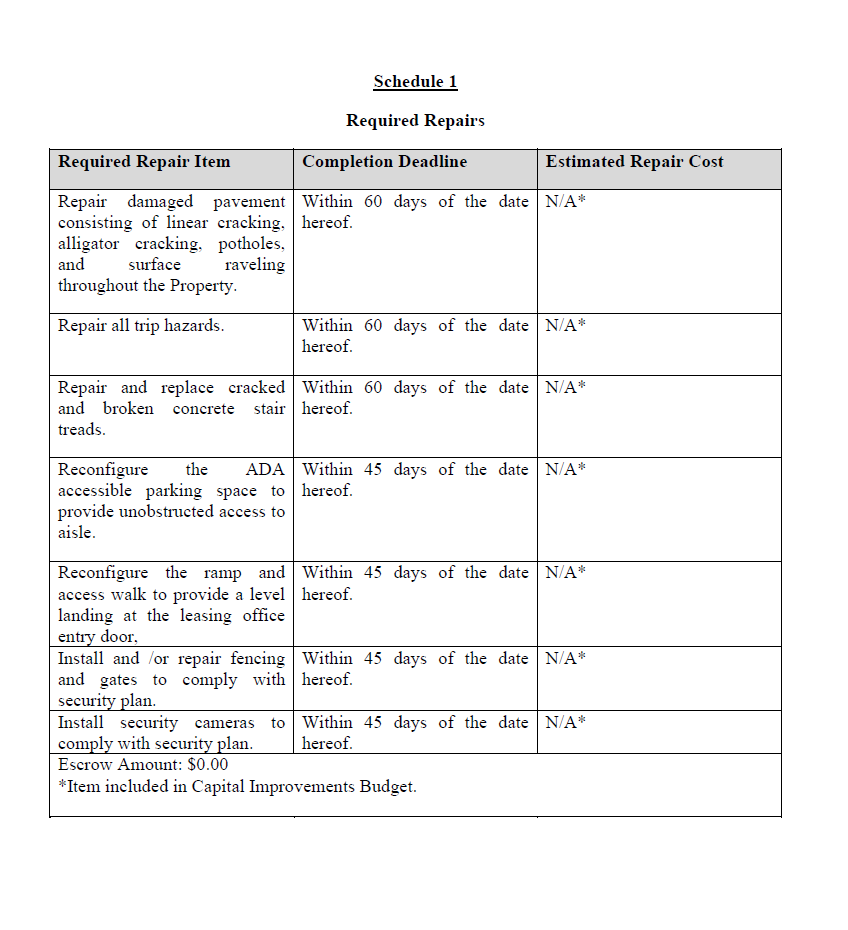 Schedule 1
Required Repairs
Required Repair Item Completion Deadline Estimated Repair Cost
Repair damaged pavement Within 60 days of the date N/A*
consisting of linear cracking, hereof.
alligator cracking, potholes,
and surface raveling
throughout the Property.
Repair all trip hazards. Within 60 days of the date N/A*
hereof.
Repair and replace cracked Within 60 days of the date N/A*
and broken concrete stair hereof.
treads.
Reconfigure the ADA Within 45 days of the date N/A*
accessible parking space to hereof.
provide unobstructed access to
aisle.
Reconfigure the ramp and Within 45 days of the date N/A*
access walk to provide a level hereof.
landing at the leasing office
entry door,
Install and /or repair fencing Within 45 days of the date N/A*
and gates to comply with hereof.
security plan.
Install security cameras to Within 45 days of the date N/A*
comply with security plan. hereof.
Escrow Amount: $0.00
*Item included in Capital Improvements Budget.